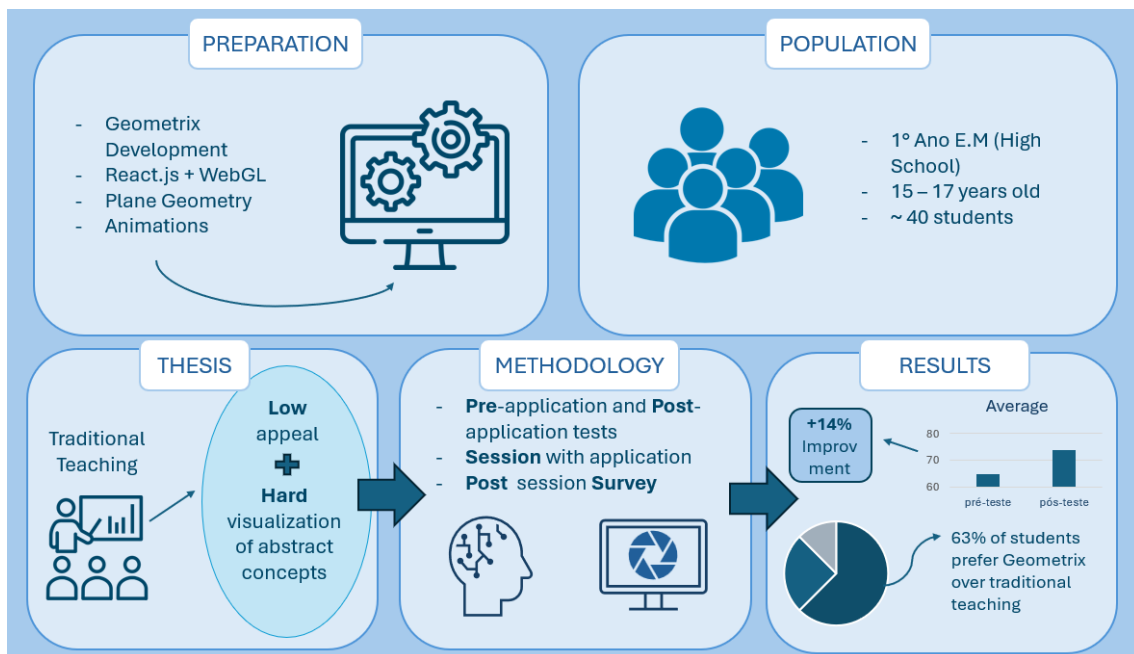 PREPARATION
- Geometrix
Development
- React.js + WebGL
- Plane Geometry
- Animations
POPULATION
- 1° Ano E.M (High
School)
- 15 – 17 years old
- ~ 40 students
THESIS
Traditional
Teaching
Low
appeal
Hard
visualization
of abstract
concepts
METHODOLOGY
- Pre-application and Post-
application tests
- Session with application
- Post session Survey
RESULTS
+14%
Improv
ment
Average
80
70
60
pré-teste
pós-teste
63% of students
prefer Geometrix
over traditional
teaching